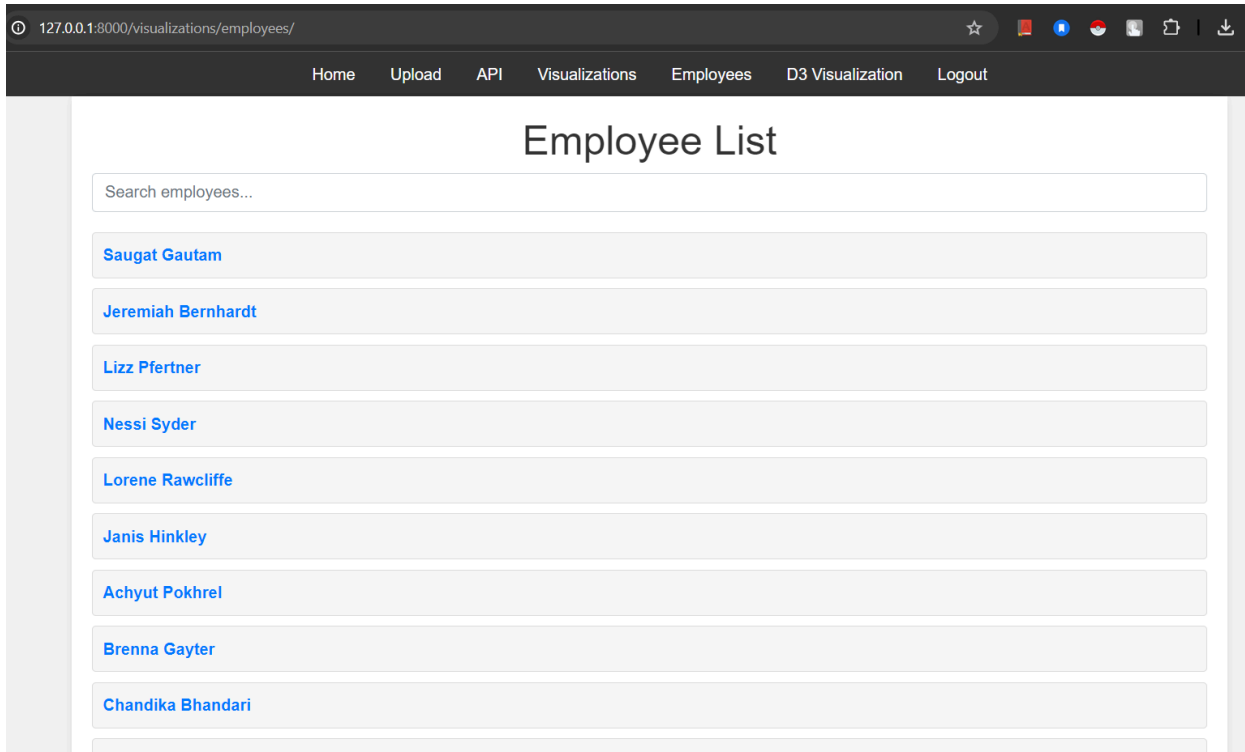 127.0.0.1:8000/visualizations/employees/
Home Upload API Visualizations Employees D3 Visualization Logout
Employee List
Search employees...
Saugat Gautam
Jeremiah Bernhardt
Lizz Pfertner
Nessi Syder
Lorene Rawcliffe
Janis Hinkley
Achyut Pokhrel
Brenna Gayter
Chandika Bhandari